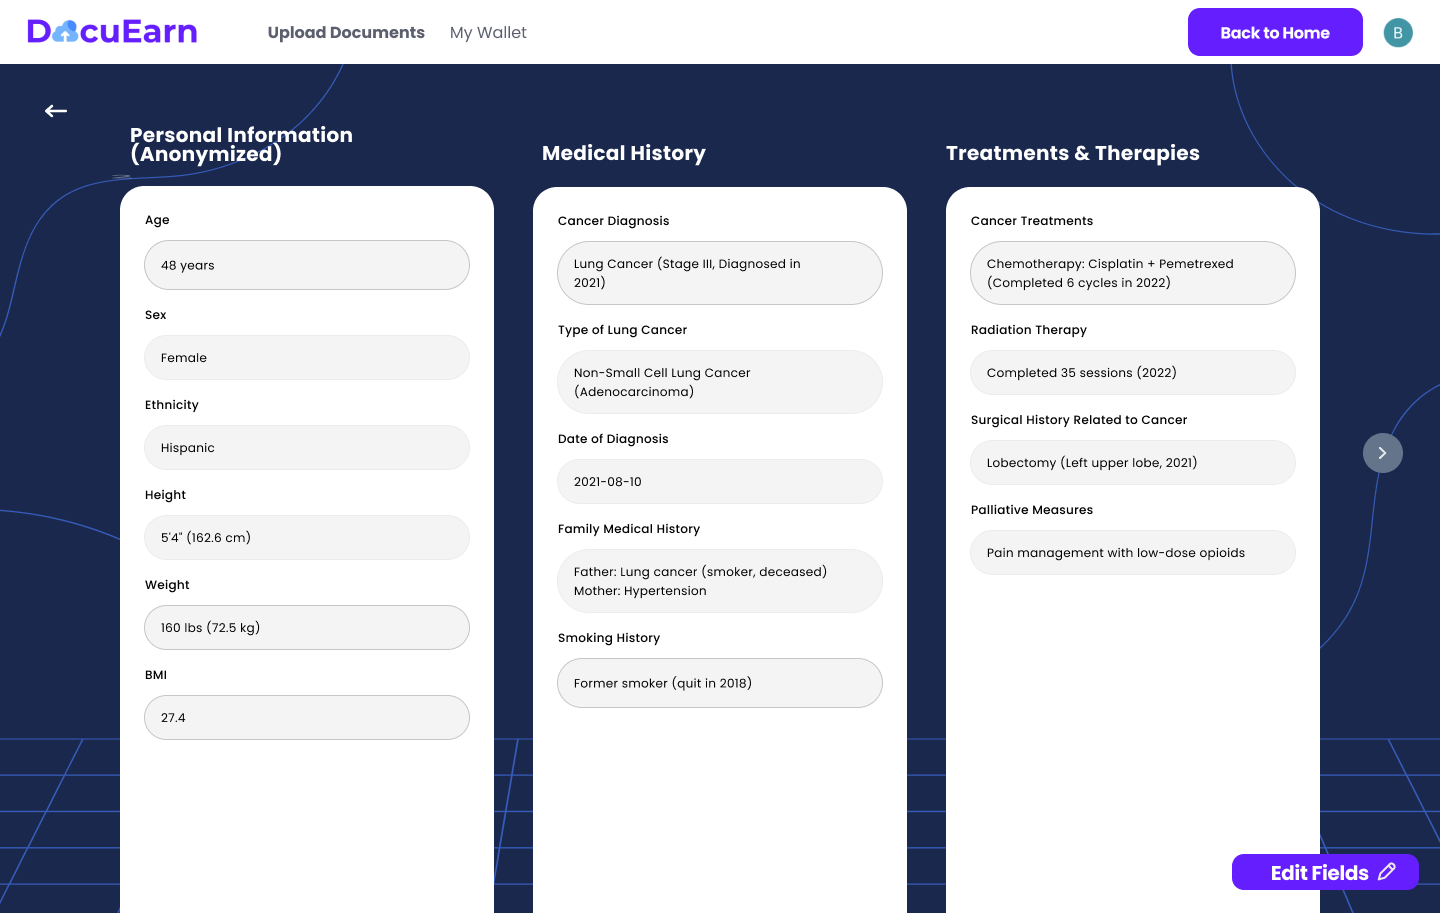 DocuEarn
Upload Documents
My Wallet
Back to Home
B
Personal Information
(Anonymized)
Age
48 years
Sex
Female
Ethnicity
Hispanic
Height
5'4" (162.6 cm)
Weight
160 lbs (72.5 kg)
BMI
27.4
Medical History
Cancer Diagnosis
Lung Cancer (Stage III, Diagnosed in
2021)
Type of Lung Cancer
Non-Small Cell Lung Cancer
(Adenocarcinoma)
Date of Diagnosis
2021-08-10
Family Medical History
Father: Lung cancer (smoker, deceased)
Mother: Hypertension
Smoking History
Former smoker (quit in 2018)
Treatments & Therapies
Cancer Treatments
Chemotherapy: Cisplatin + Pemetrexed
(Completed 6 cycles in 2022)
Radiation Therapy
Completed 35 sessions (2022)
Surgical History Related to Cancer
Lobectomy (Left upper lobe, 2021)
Palliative Measures
Pain management with low-dose opioids
Edit Fields